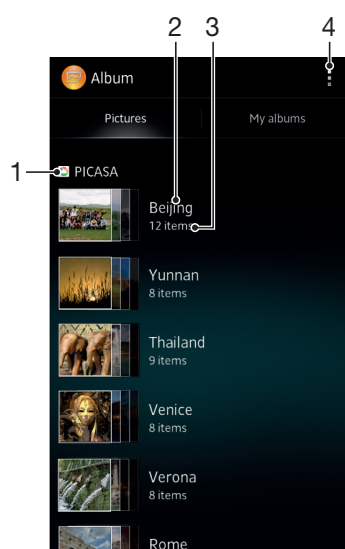 2 3 4
Album
Pictures My albums
1 PICASA
Beijing
12 items
Yunnan
8 items
Thailand
9 items
Venice
8 items
Verona
8 items
Rome